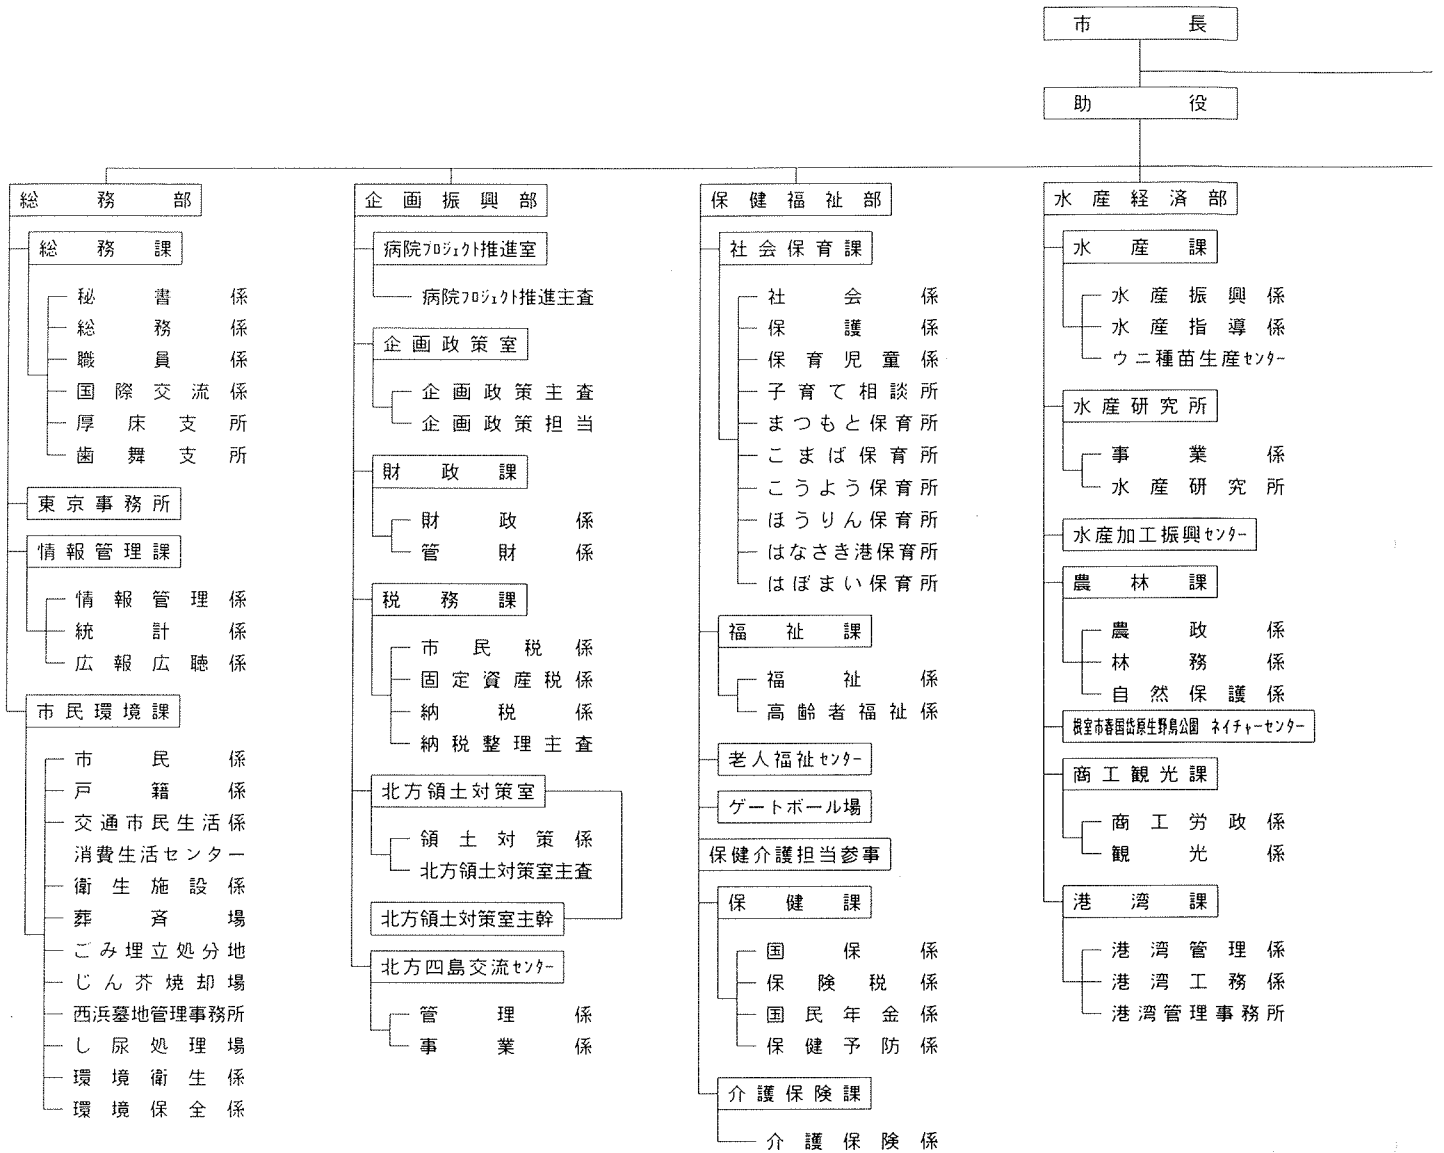 市長
助役
総務部
総務課
秘書係
総務係
職員係
国際交流係
厚床支所
歯舞支所
東京事務所
情報管理課
情報管理係
統計係
広報広聴係
市民環境課
市民係
戸籍係
交通市民生活係
消費生活センター
衛生施設係
葬斉場
ごみ埋立処分地
じん芥焼却場
西浜墓地管理事務所
し尿処理場
環境衛生係
環境保全係
企画振興部
病院プロジェクト推進室
病院プロジェクト推進主査
企画政策室
企画政策主査
企画政策担当
財政課
財政係
管財係
税務課
市民税係
固定資産税係
納税係
納税整理主査
北方領土対策室
領土対策係
北方領土対策室主査
北方領土対策室主幹
北方四島交流センター
管理係
事業係
保健福祉部
社会保育課
社会係
保護係
保育児童係
子育て相談所
まつもと保育所
こまば保育所
こうよう保育所
ほうりん保育所
はなさき港保育所
はぼまい保育所
福祉課
福祉係
高齢者福祉係
老人福祉センター
ゲートボール場
保健介護担当参事
保健課
国保係
保険税係
国民年金係
保健予防係
介護保険課
介護保険係
水産経済部
水産課
水産振興係
水産指導係
ウニ種苗生産センター
水産研究所
事業係
水産研究所
水産加工振興センター
農林課
農政係
林務係
自然保護係
根室市春国岱原生野鳥公園 ネイチャーセンター
商工観光課
商工労政係
観光係
港湾課
港湾管理係
港湾工務係
港湾管理事務所